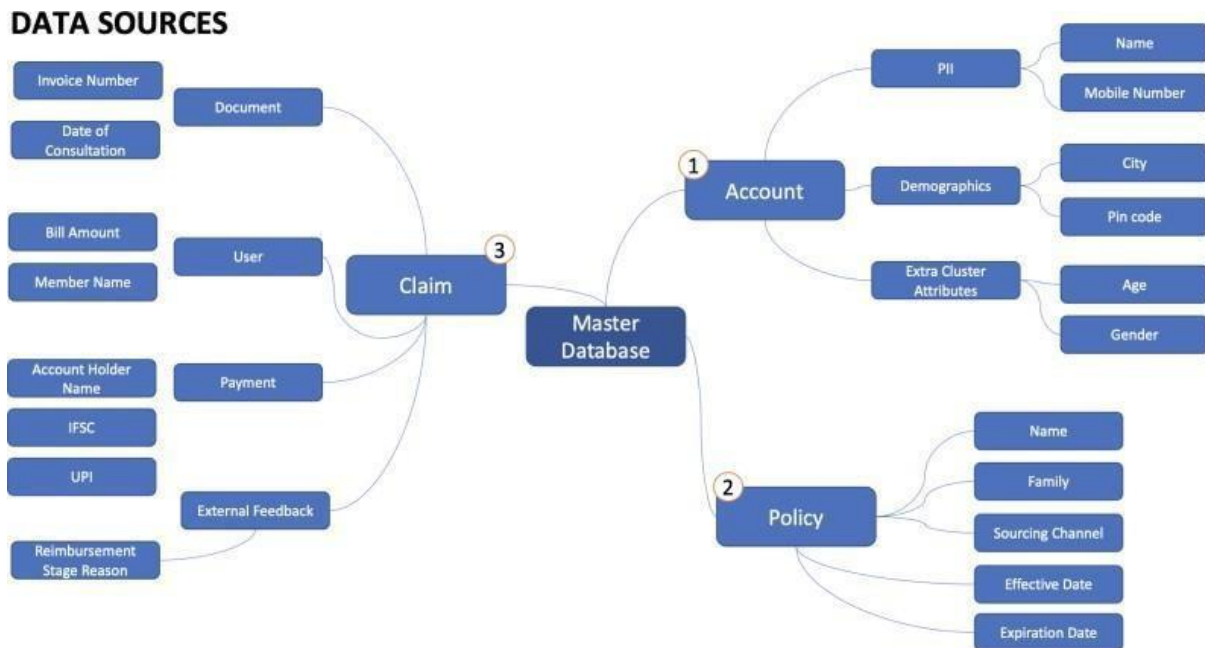 DATA SOURCES
Invoice Number
Document
Date of
Consultation
Bill Amount
User
Member Name
3
Claim
Account Holder
Name
Payment
IFSC
UPI
External Feedback
Reimbursement
Stage Reason
Master
Database
1
Account
PII
Name
Mobile Number
Demographics
City
Pin code
Extra Cluster
Attributes
Age
Gender
2
Policy
Name
Family
Sourcing Channel
Effective Date
Expiration Date